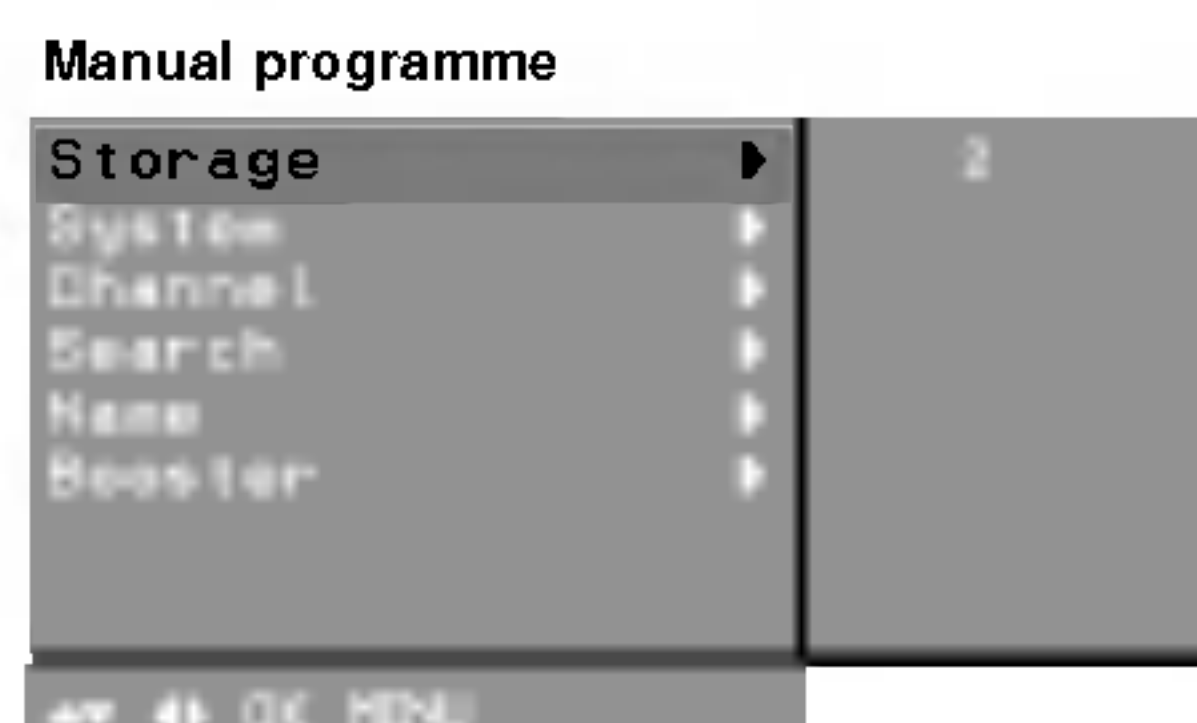 Manual programme
Storage 2
System
Channel
Search
Name
Booster
OK MENU